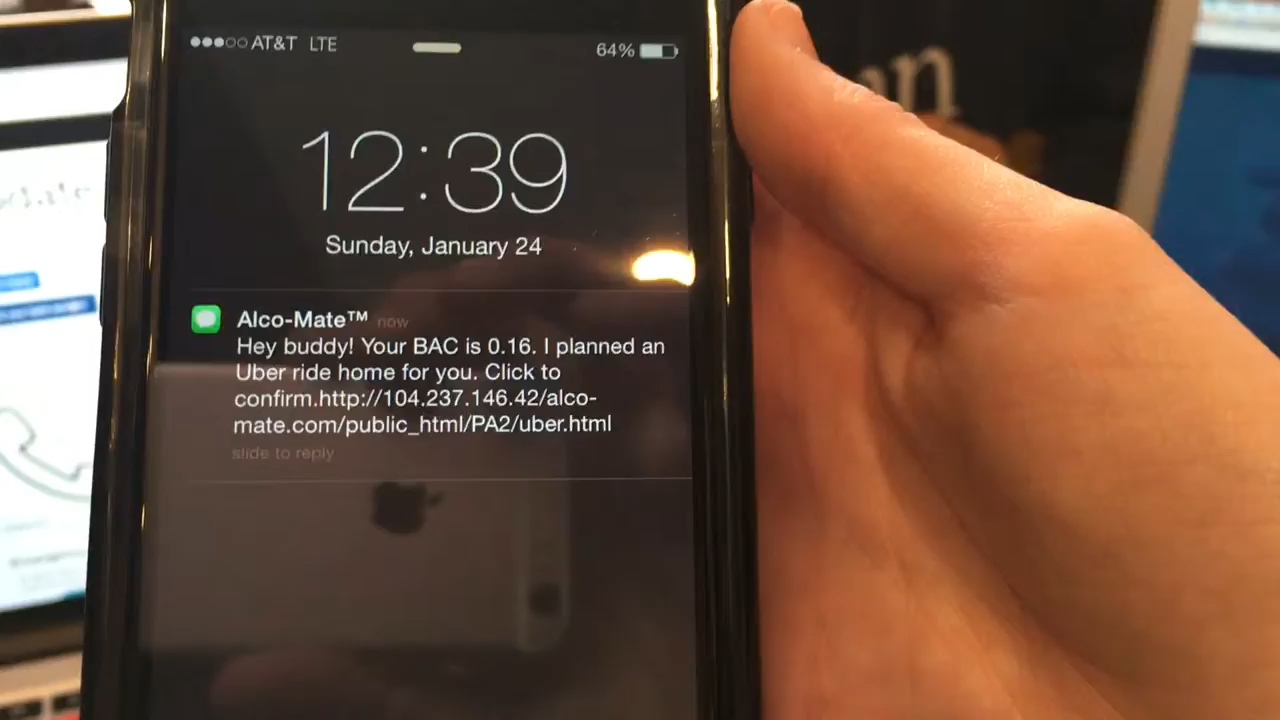 AT&T LTE
64%
12:39
Sunday, January 24
Alco-Mate™ now
Hey buddy! Your BAC is 0.16. I planned an
Uber ride home for you. Click to
confirm.http://104.237.146.42/alco-
mate.com/public_html/PA2/uber.html
slide to reply
an